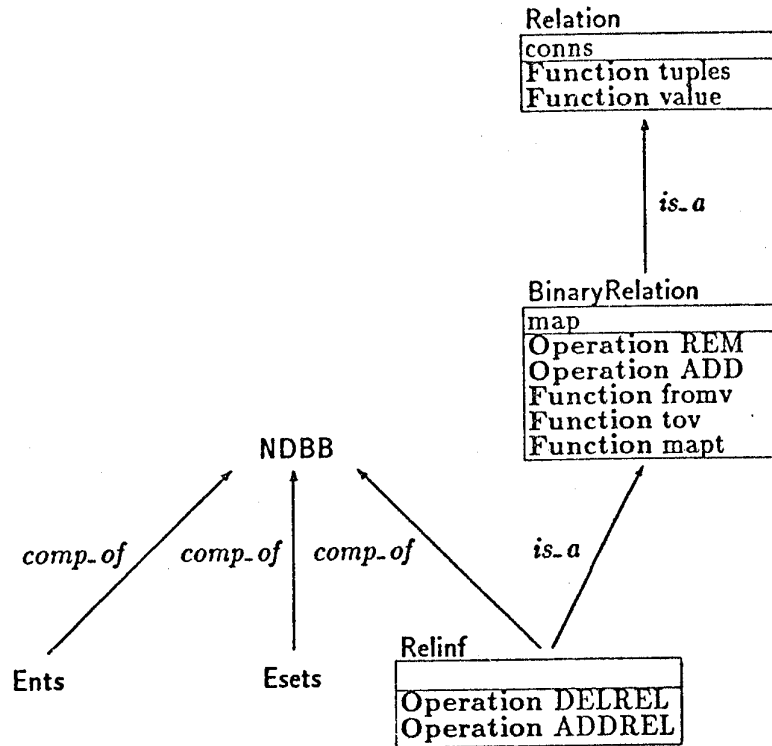 Relation
conns
Function tuples
Function value
is_a
BinaryRelation
map
Operation REM
Operation ADD
Function fromv
Function tov
Function mapt
NDBB
comp_of
comp_of
comp_of
is_a
Ents
Esets
Relinf
Operation DELREL
Operation ADDREL